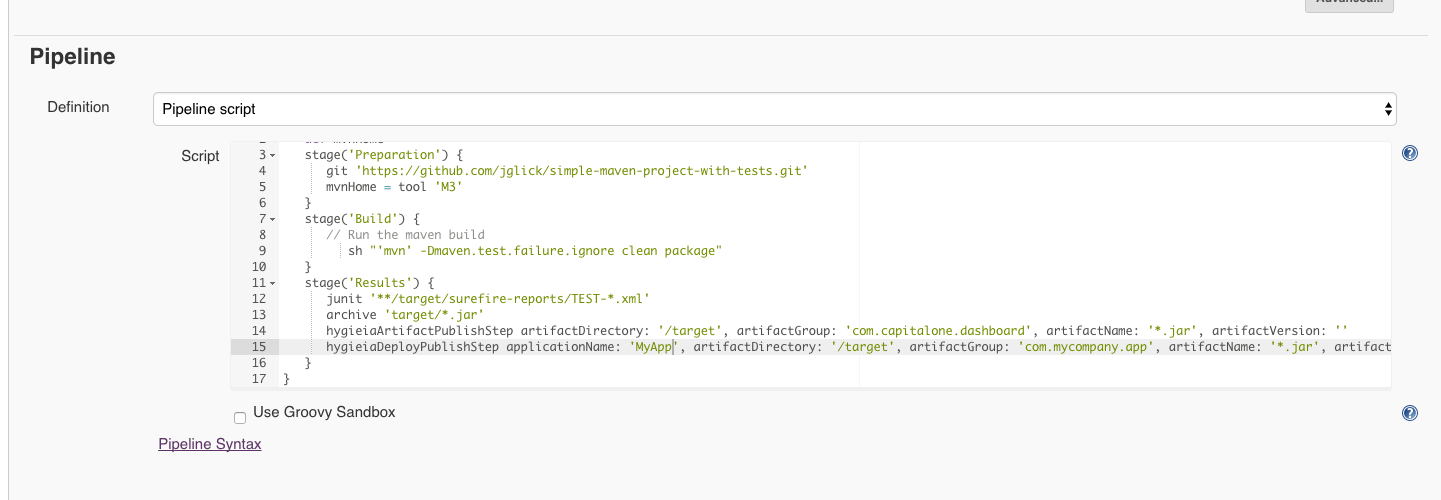 Advanced...
Pipeline
Definition
Pipeline script
Script
2
3 stage('Preparation') {
4 git 'https://github.com/jglick/simple-maven-project-with-tests.git'
5 mvnHome = tool 'M3'
6 }
7 stage('Build') {
8 // Run the maven build
9 sh "'mvn' -Dmaven.test.failure.ignore clean package"
10 }
11 stage('Results') {
12 junit '**/target/surefire-reports/TEST-*.xml'
13 archive 'target/*.jar'
14 hygieiaArtifactPublishStep artifactDirectory: '/target', artifactGroup: 'com.capitalone.dashboard', artifactName: '*.jar', artifactVersion: ''
15 hygieiaDeployPublishStep applicationName: 'MyApp', artifactDirectory: '/target', artifactGroup: 'com.mycompany.app', artifactName: '*.jar', artifact
16 }
17 }
Use Groovy Sandbox
Pipeline Syntax